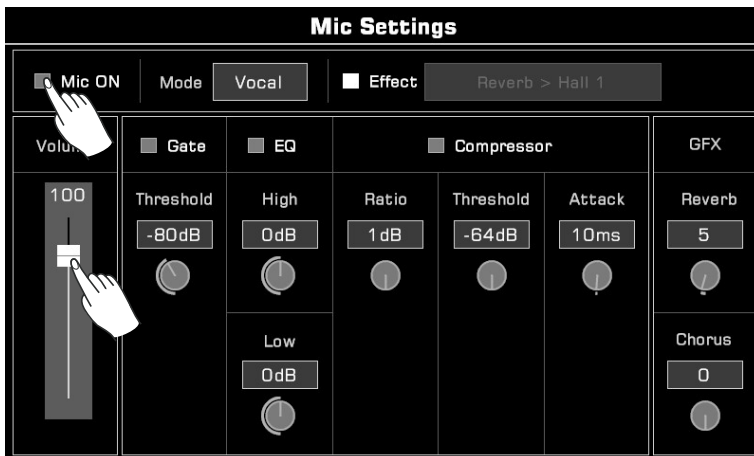 Mic Settings
Mic ON Mode Vocal Effect Reverb > Hall 1
Gate EQ Compressor GFX
100 Threshold High Ratio Threshold Attack Reverb
-80dB 0dB 1dB -64dB 10ms 5
Low Chorus
0dB 0